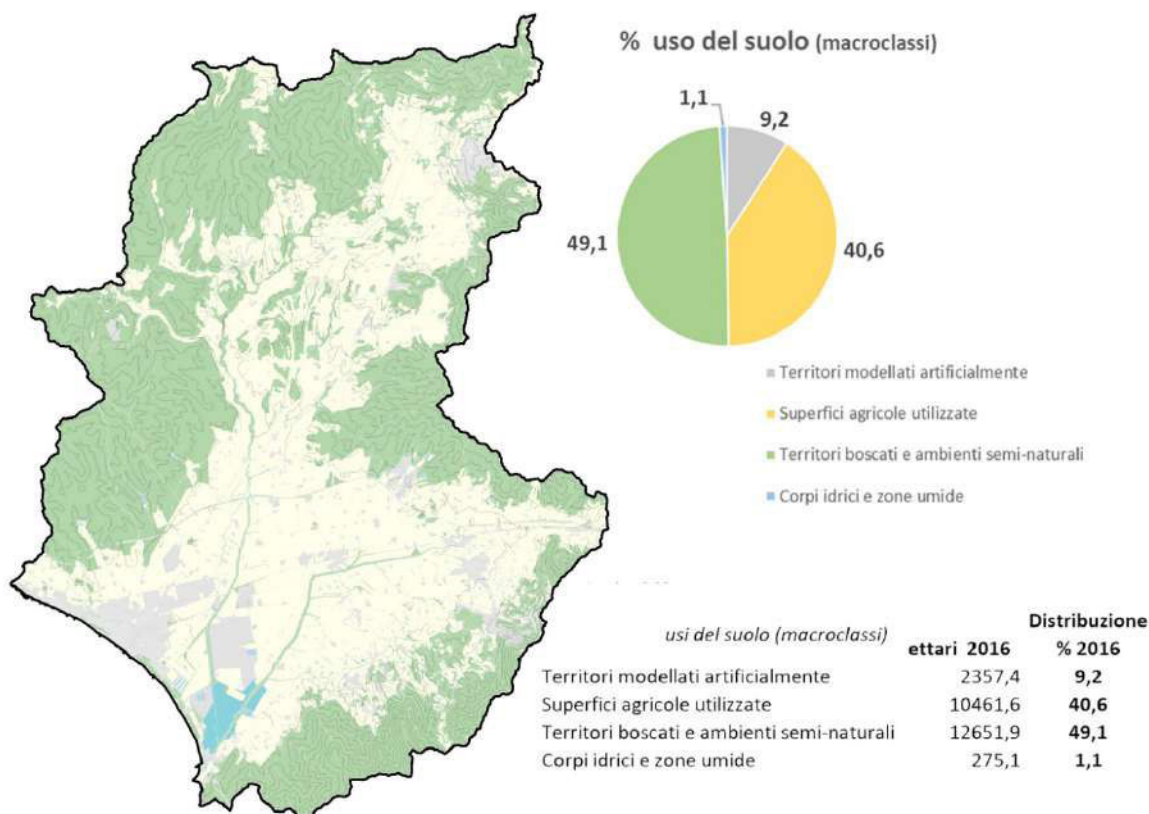 % uso del suolo (macroclassi)
1,1
9,2
49,1
40,6
Territori modellati artificialmente
Superfici agricole utilizzate
Territori boscati e ambienti semi-naturali
Corpi idrici e zone umide
usi del suolo (macroclassi) ettari 2016 Distribuzione % 2016
Territori modellati artificialmente 2357,4 9,2
Superfici agricole utilizzate 10461,6 40,6
Territori boscati e ambienti semi-naturali 12651,9 49,1
Corpi idrici e zone umide 275,1 1,1